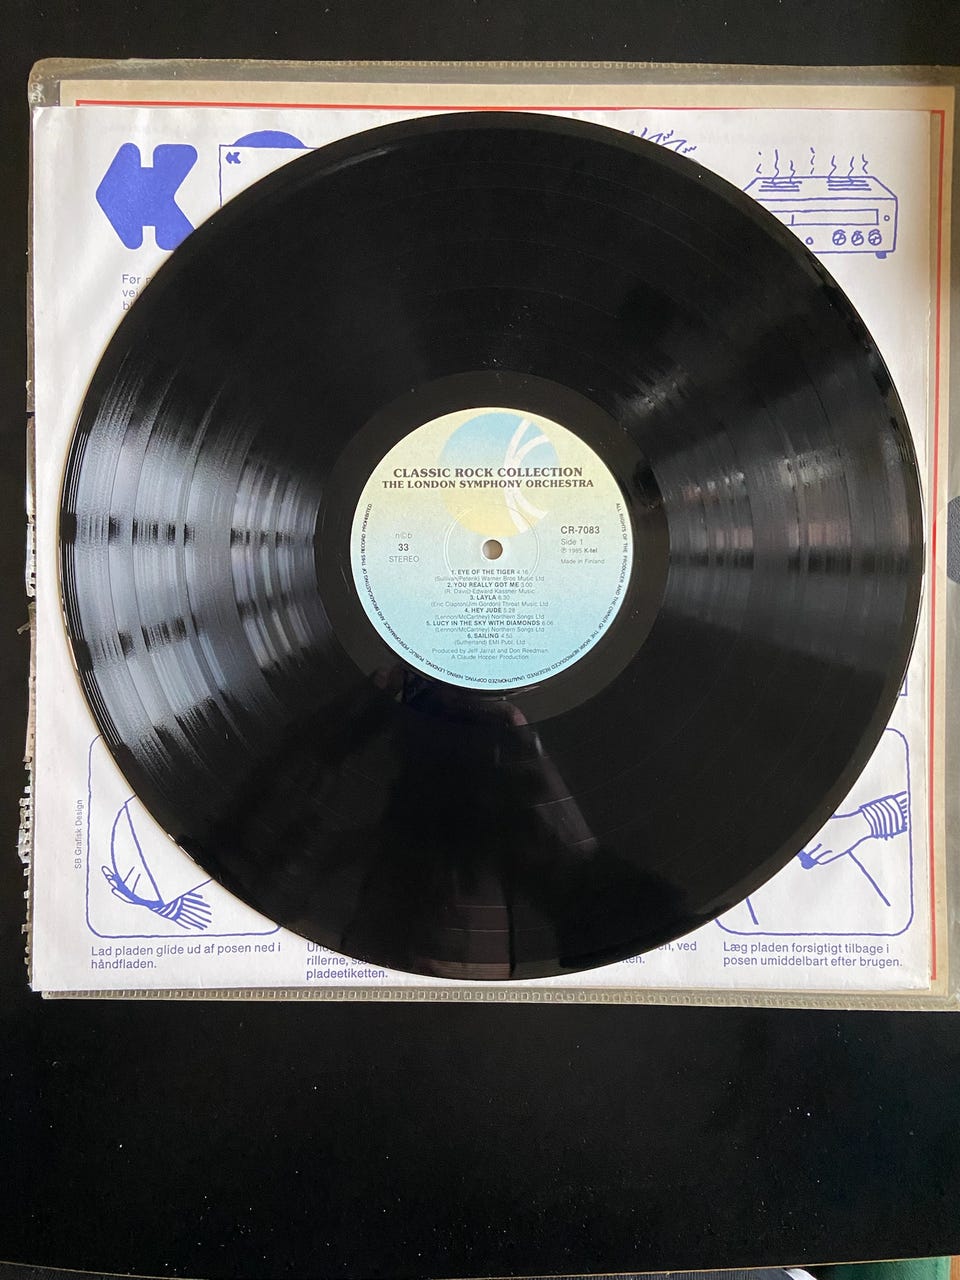 Før
CLASSIC ROCK COLLECTION
THE LONDON SYMPHONY ORCHESTRA
n©b
33
STEREO
CR-7083
Side 1
℗ 1985 K-tel
Made in Finland
1. EYE OF THE TIGER 4:16
(Sullivan/Peterik) Warner Bros Music Ltd
2. YOU REALLY GOT ME 3:00
(R. Davis) Edward Kassner Music
3. LAYLA 6:30
(Eric Clapton/Jim Gordon) Throat Music Ltd
4. HEY JUDE 5:28
(Lennon/McCartney) Northern Songs Ltd
5. LUCY IN THE SKY WITH DIAMONDS 6:06
(Lennon/McCartney) Northern Songs Ltd
6. SAILING 4:50
(Sutherland) EMI Publ. Ltd
Produced by Jeff Jarrat and Don Reedman
A Claude Hopper Production
ALL RIGHTS OF THE PRODUCER AND THE OWNER OF THE WORK REPRODUCED RESERVED. UNAUTHORIZED COPYING, HIRING, LENDING, PUBLIC PERFORMANCE AND BROADCASTING OF THIS RECORD PROHIBITED
SB Grafisk Design
Lad pladen glide ud af posen ned i
håndfladen.
rillerne,
pladeetiketten.
ved
Læg pladen forsigtigt tilbage i
posen umiddelbart efter brugen.